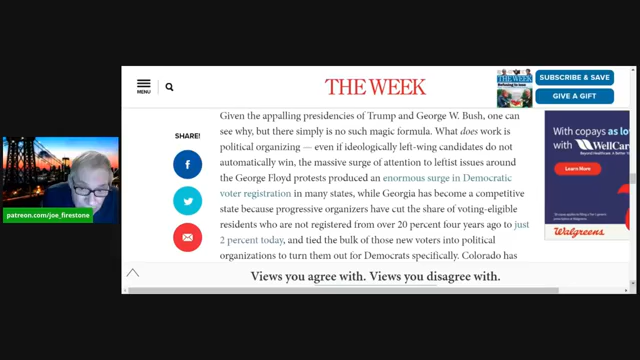 MENU
THE WEEK
SUBSCRIBE & SAVE
GIVE A GIFT
SHARE!
Given the appalling presidencies of Trump and George W. Bush, one can
see why, but there simply is no such magic formula. What does work is
political organizing — even if ideologically left-wing candidates do not
automatically win, the massive surge of attention to leftist issues around
the George Floyd protests produced an enormous surge in Democratic
voter registration in many states, while Georgia has become a competitive
state because progressive organizers have cut the share of voting-eligible
residents who are not registered from over 20 percent four years ago to just
2 percent today, and tied the bulk of those new voters into political
organizations to turn them out for Democrats specifically. Colorado has
With copays as low
with WellCare
Learn More
Walgreens
patreon.com/joe_firestone
Views you agree with. Views you disagree with.